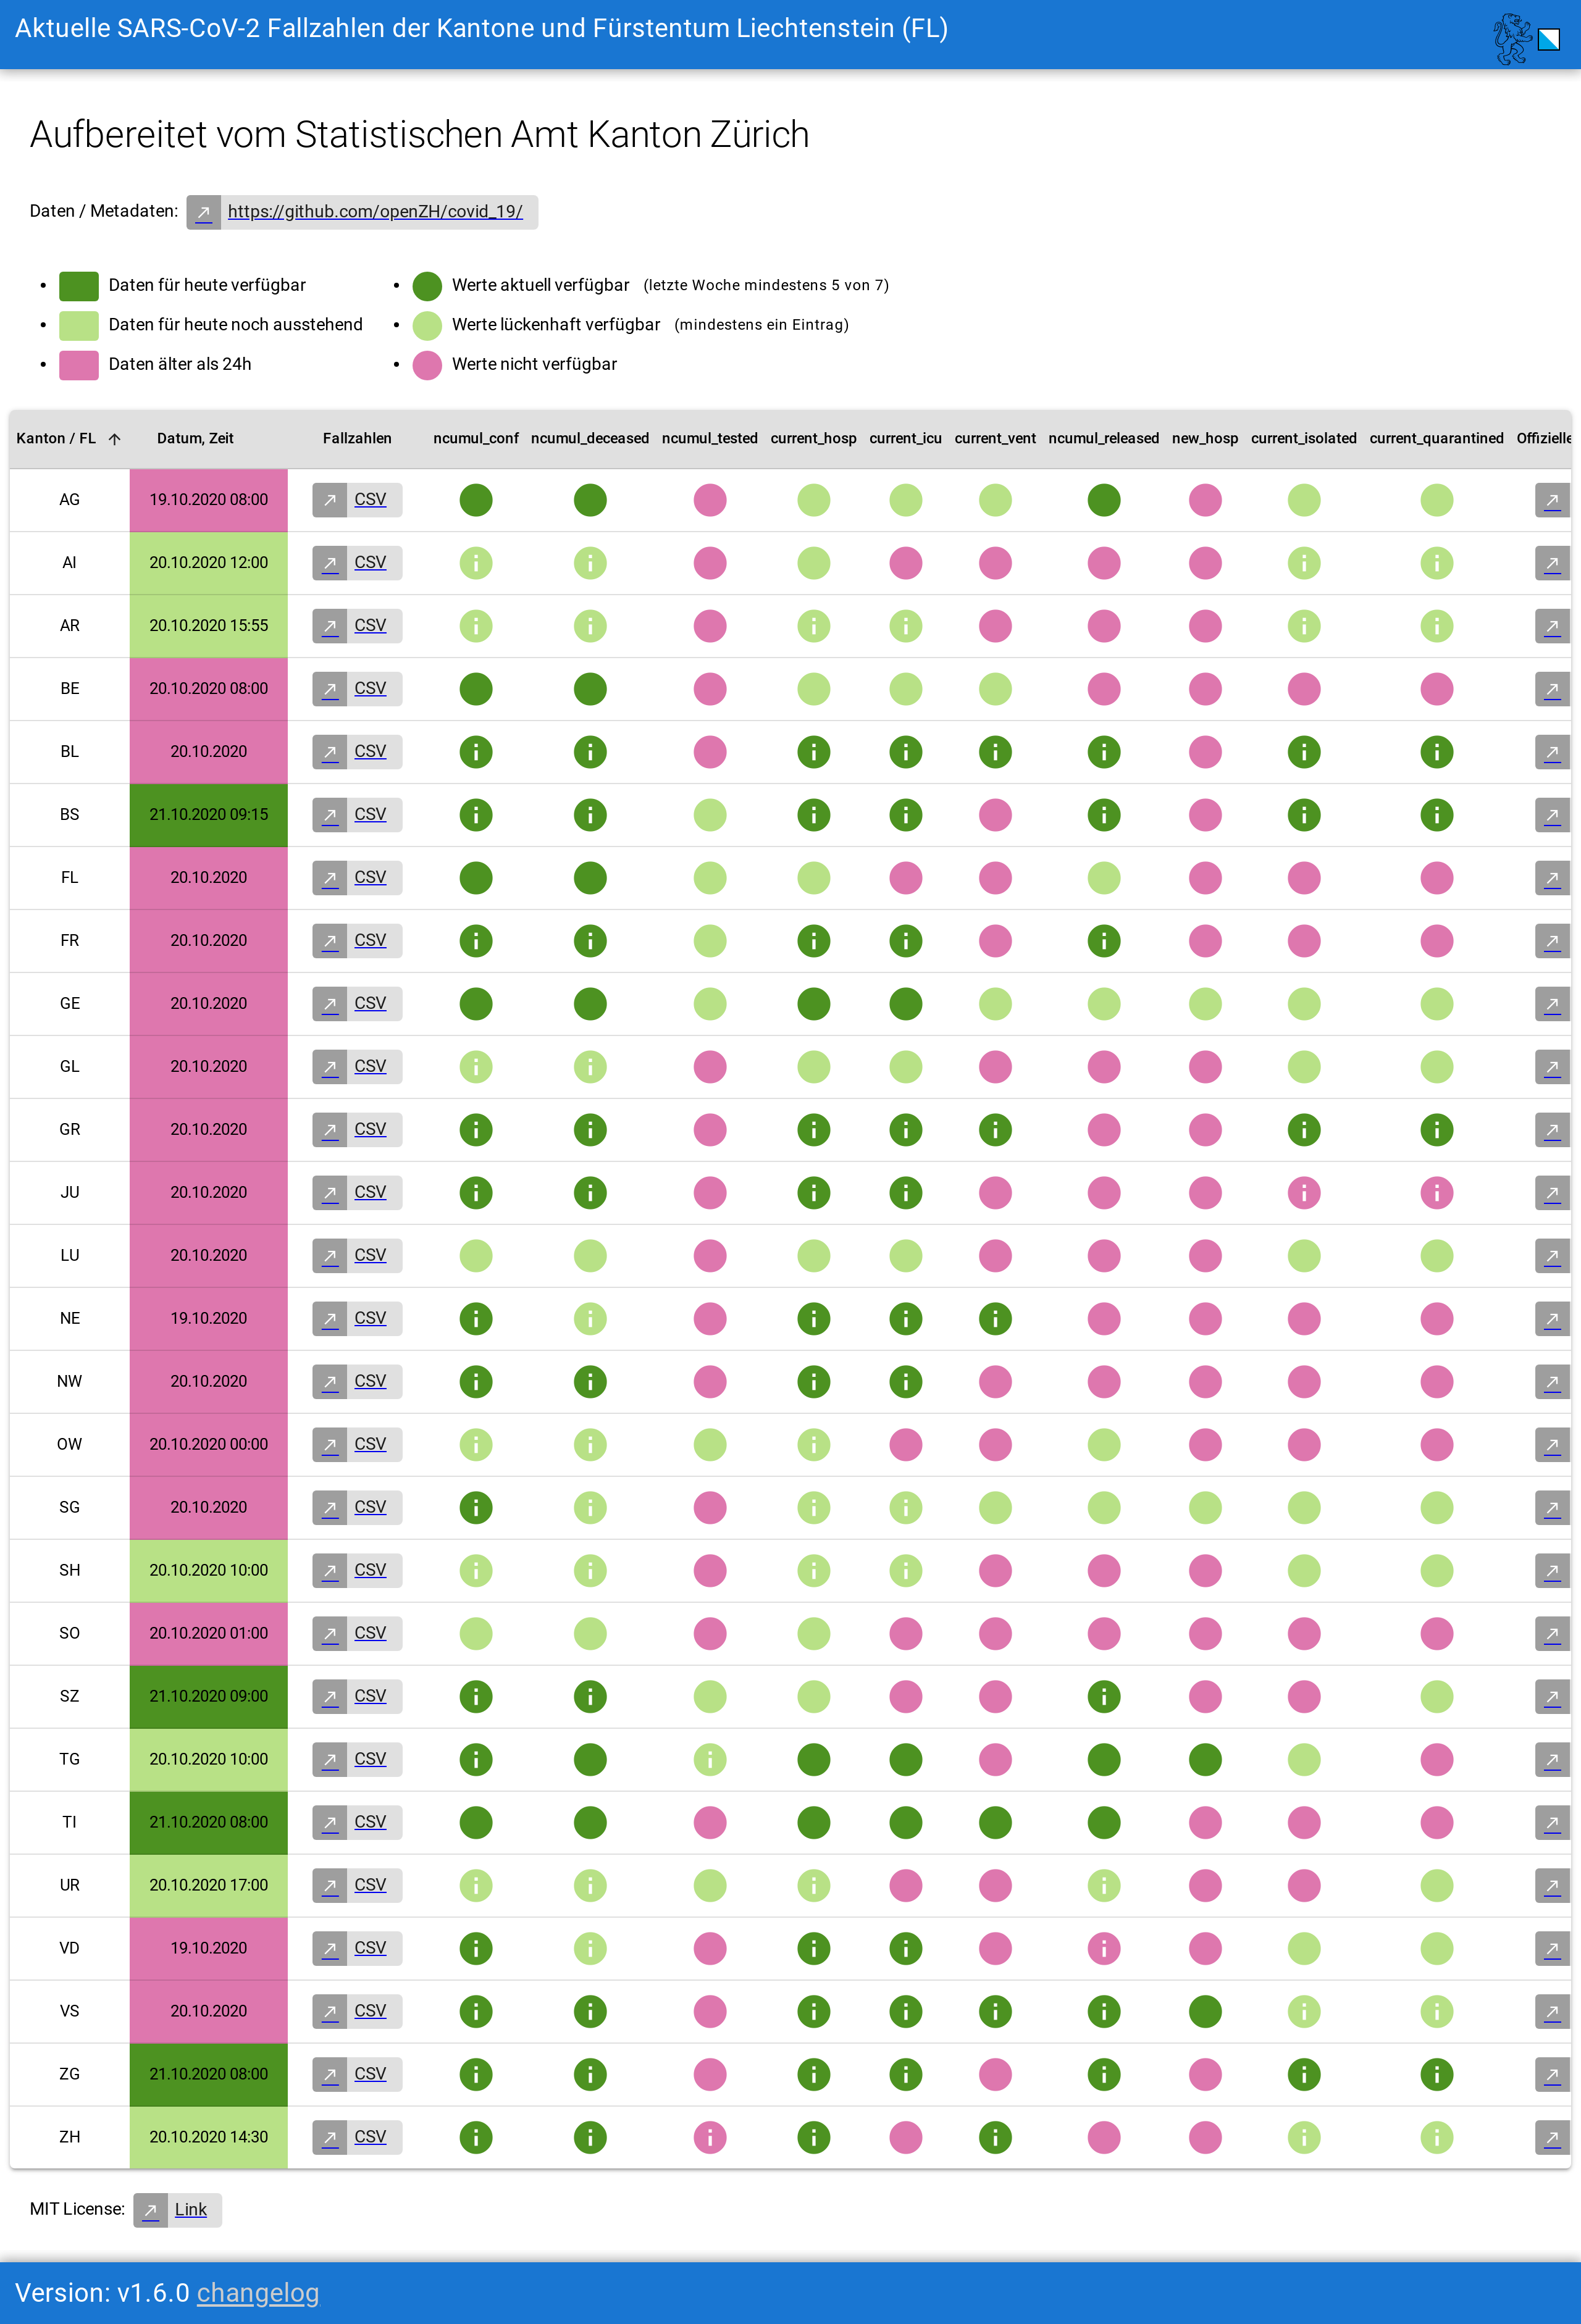 Aktuelle SARS-CoV-2 Fallzahlen der Kantone und Fürstentum Liechtenstein (FL)
Aufbereitet vom Statistischen Amt Kanton Zürich
Daten / Metadaten: https://github.com/openZH/covid_19/
Daten für heute verfügbar
Daten für heute noch ausstehend
Daten älter als 24h
Werte aktuell verfügbar (letzte Woche mindestens 5 von 7)
Werte lückenhaft verfügbar (mindestens ein Eintrag)
Werte nicht verfügbar
Kanton / FL Datum, Zeit Fallzahlen ncumul_conf ncumul_deceased ncumul_tested current_hosp current_icu current_vent ncumul_released new_hosp current_isolated current_quarantined Offizielle
AG 19.10.2020 08:00 CSV
AI 20.10.2020 12:00 CSV
AR 20.10.2020 15:55 CSV
BE 20.10.2020 08:00 CSV
BL 20.10.2020 CSV
BS 21.10.2020 09:15 CSV
FL 20.10.2020 CSV
FR 20.10.2020 CSV
GE 20.10.2020 CSV
GL 20.10.2020 CSV
GR 20.10.2020 CSV
JU 20.10.2020 CSV
LU 20.10.2020 CSV
NE 19.10.2020 CSV
NW 20.10.2020 CSV
OW 20.10.2020 00:00 CSV
SG 20.10.2020 CSV
SH 20.10.2020 10:00 CSV
SO 20.10.2020 01:00 CSV
SZ 21.10.2020 09:00 CSV
TG 20.10.2020 10:00 CSV
TI 21.10.2020 08:00 CSV
UR 20.10.2020 17:00 CSV
VD 19.10.2020 CSV
VS 20.10.2020 CSV
ZG 21.10.2020 08:00 CSV
ZH 20.10.2020 14:30 CSV
MIT License: Link
Version: v1.6.0 changelog